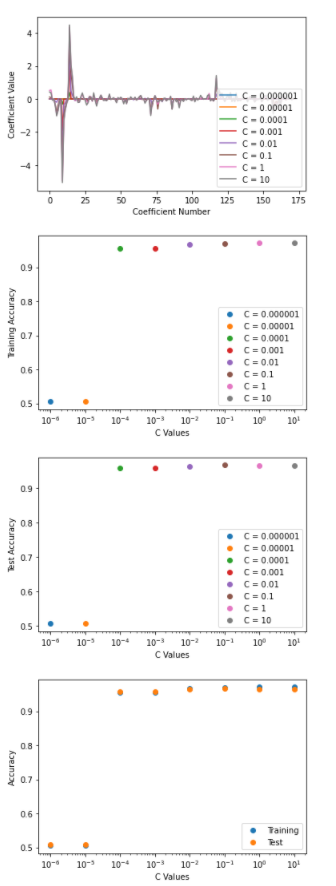 4
2
0
−2
−4
Coefficient Value
C = 0.000001
C = 0.00001
C = 0.0001
C = 0.001
C = 0.01
C = 0.1
C = 1
C = 10
0 25 50 75 100 125 150 175
Coefficient Number
0.9
0.8
0.7
0.6
0.5
Training Accuracy
C = 0.000001
C = 0.00001
C = 0.0001
C = 0.001
C = 0.01
C = 0.1
C = 1
C = 10
10⁻⁶ 10⁻⁵ 10⁻⁴ 10⁻³ 10⁻² 10⁻¹ 10⁰ 10¹
C Values
0.9
0.8
0.7
0.6
0.5
Test Accuracy
C = 0.000001
C = 0.00001
C = 0.0001
C = 0.001
C = 0.01
C = 0.1
C = 1
C = 10
10⁻⁶ 10⁻⁵ 10⁻⁴ 10⁻³ 10⁻² 10⁻¹ 10⁰ 10¹
C Values
0.9
0.8
0.7
0.6
0.5
Accuracy
Training
Test
10⁻⁶ 10⁻⁵ 10⁻⁴ 10⁻³ 10⁻² 10⁻¹ 10⁰ 10¹
C Values